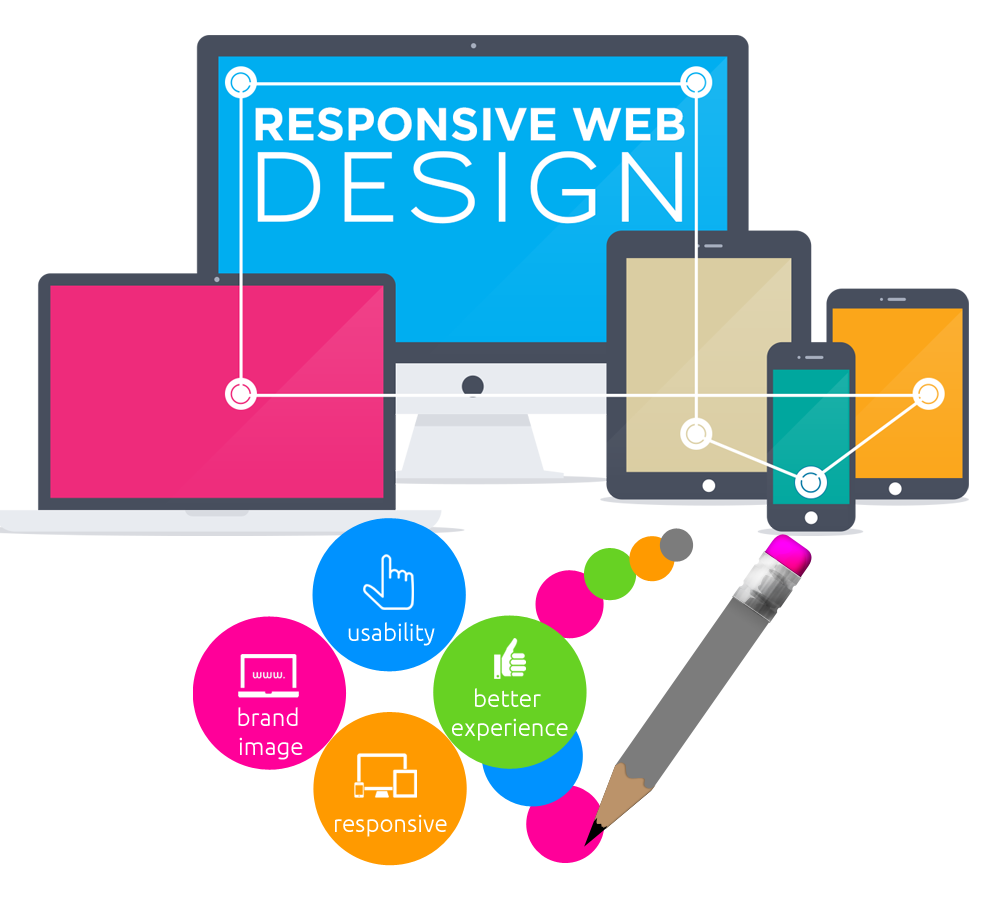 RESPONSIVE WEB
DESIGN
usability
www.
brand
image
better
experience
responsive